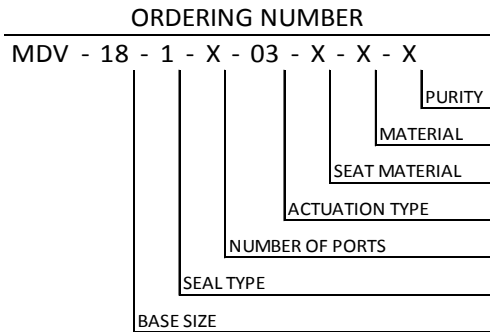 ORDERING NUMBER
MDV - 18 - 1 - X - 03 - X - X - X
PURITY
MATERIAL
SEAT MATERIAL
ACTUATION TYPE
NUMBER OF PORTS
SEAL TYPE
BASE SIZE